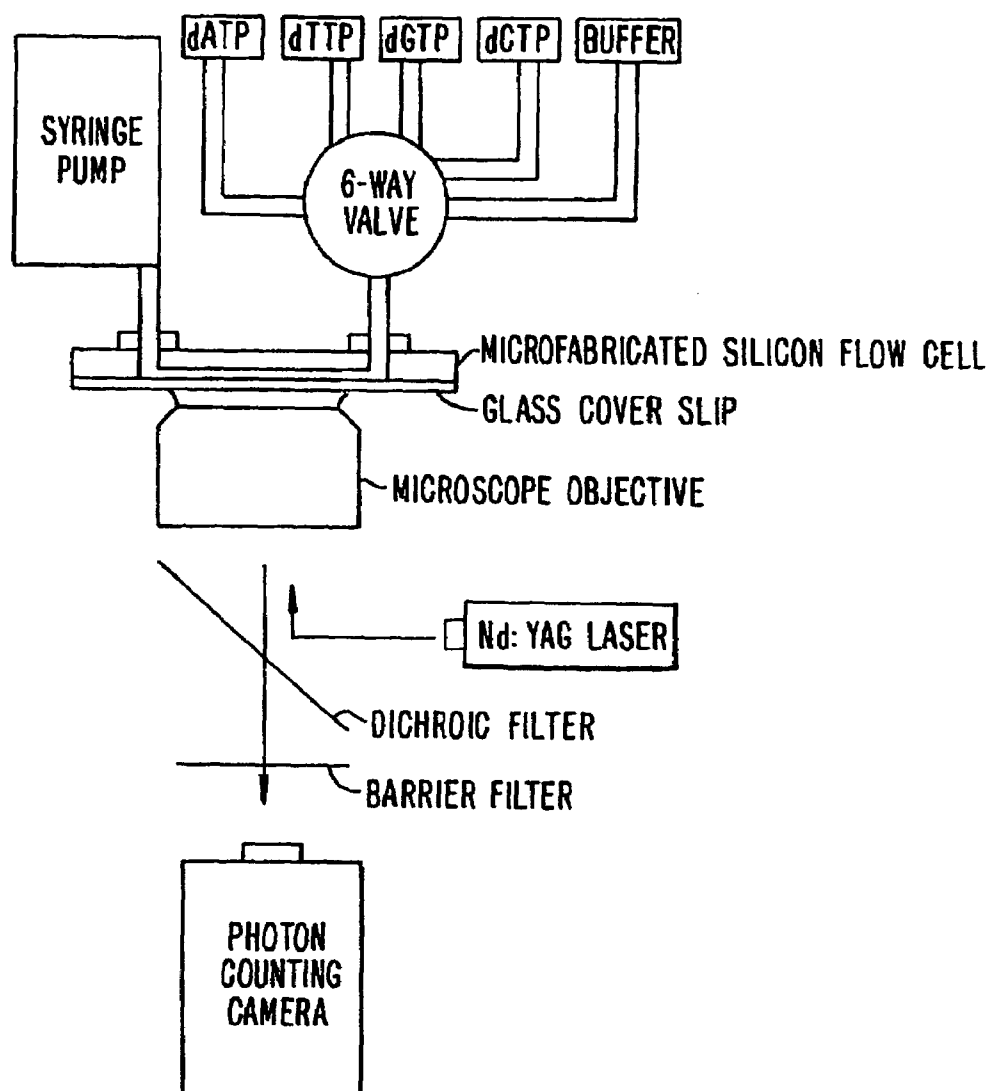 dATP
dTTP
dGTP
dCTP
BUFFER
SYRINGE
PUMP
6-WAY
VALVE
MICROFABRICATED SILICON FLOW CELL
GLASS COVER SLIP
MICROSCOPE OBJECTIVE
Nd: YAG LASER
DICHROIC FILTER
BARRIER FILTER
PHOTON
COUNTING
CAMERA